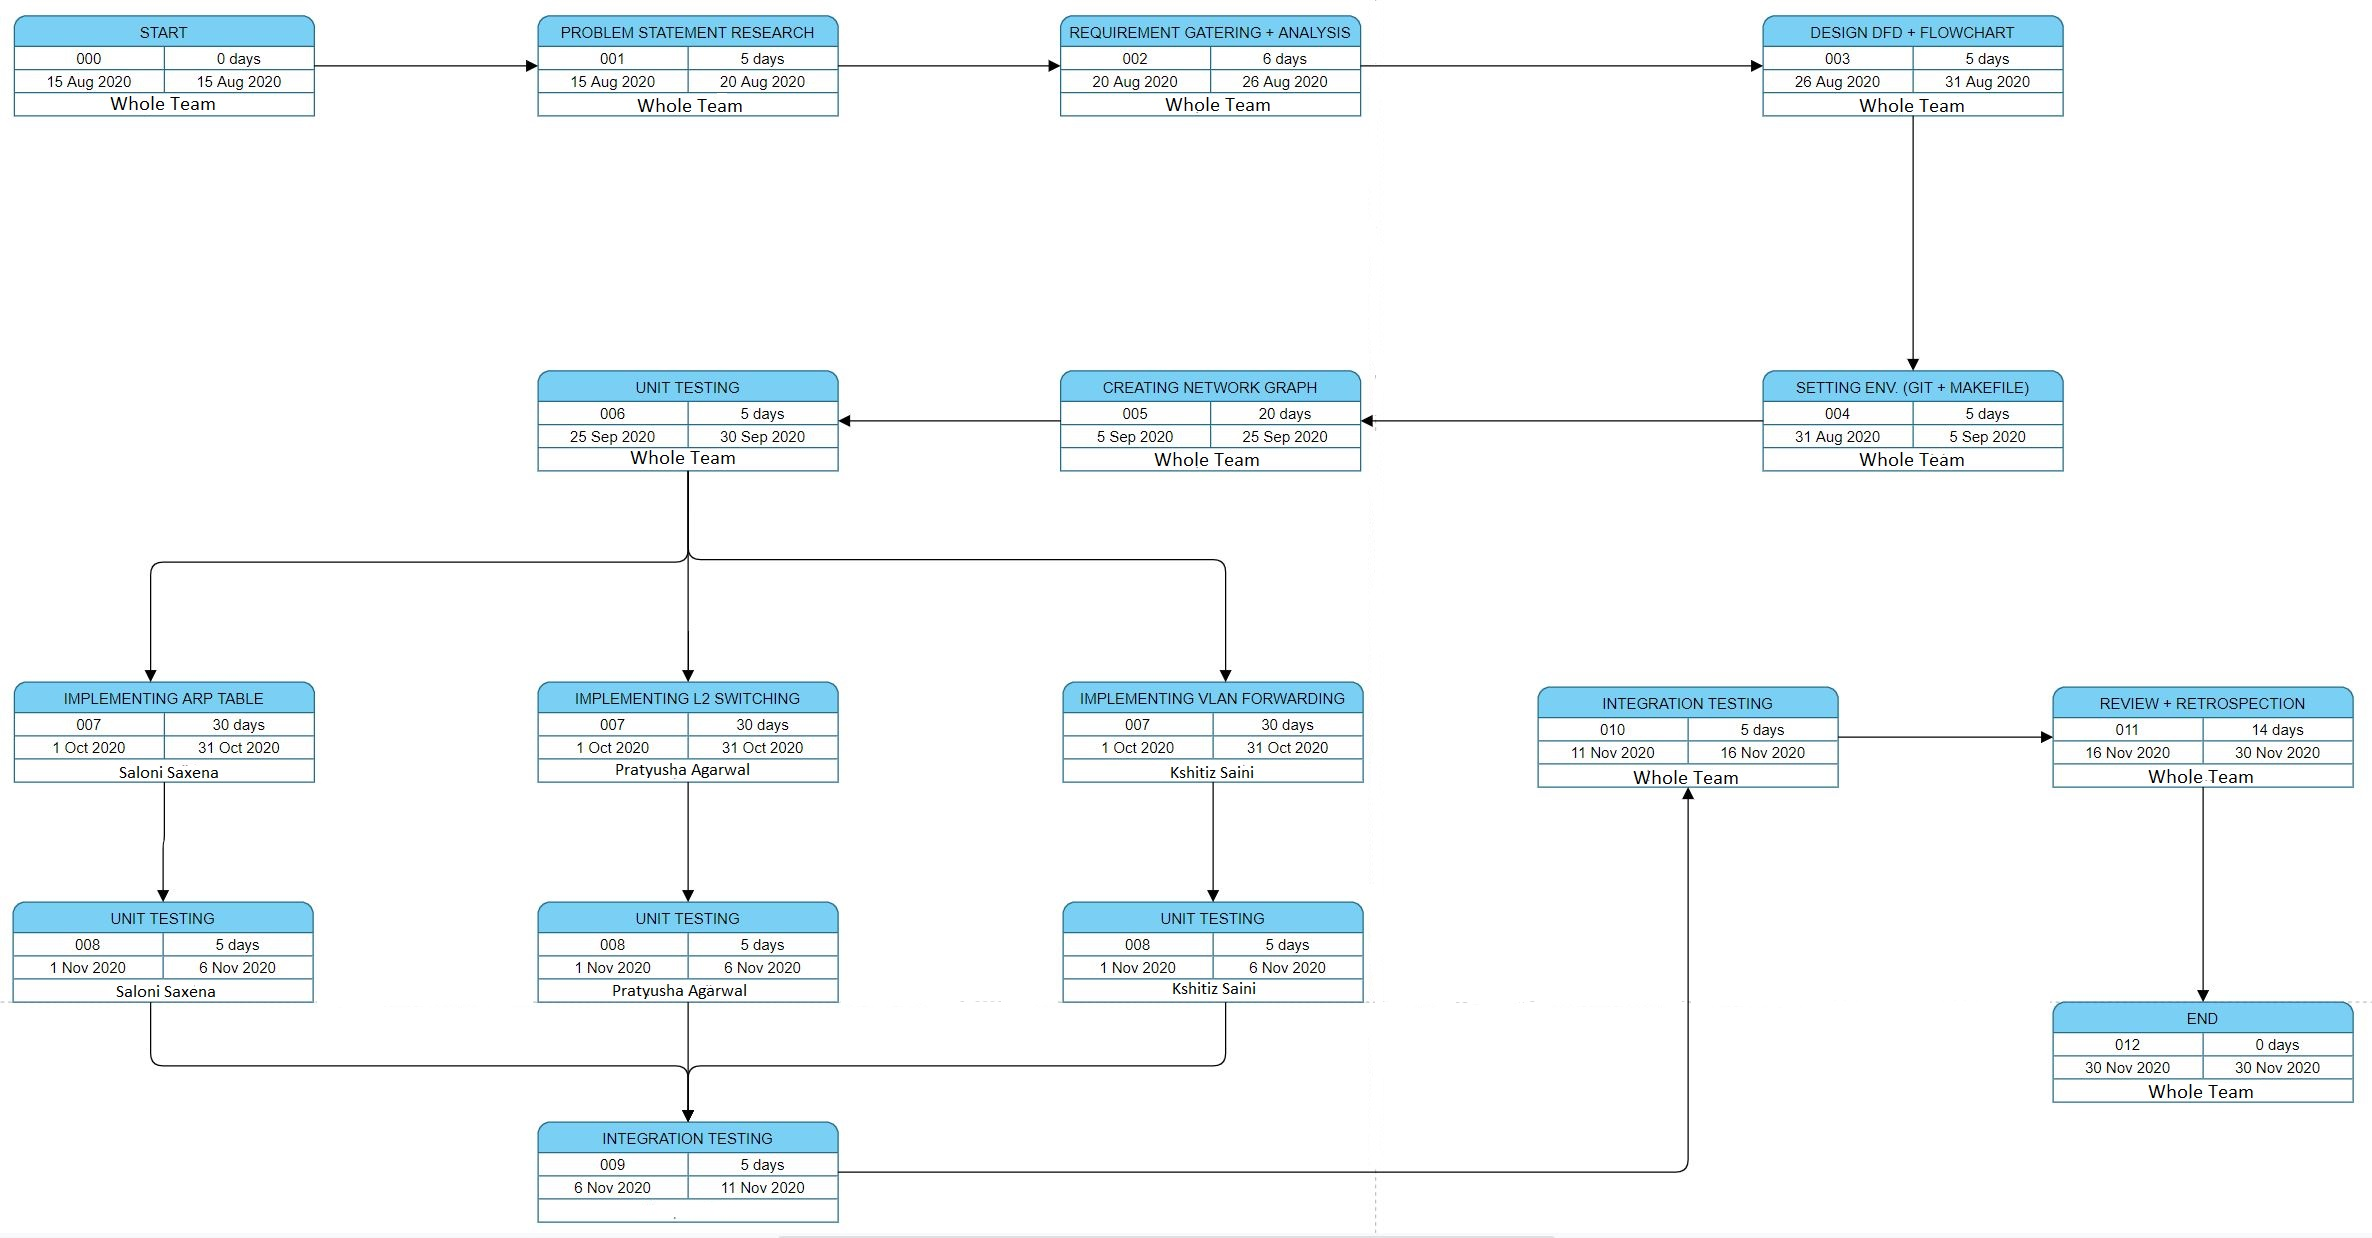 START
000 0 days
15 Aug 2020 15 Aug 2020
Whole Team
PROBLEM STATEMENT RESEARCH
001 5 days
15 Aug 2020 20 Aug 2020
Whole Team
REQUIREMENT GATERING + ANALYSIS
002 6 days
20 Aug 2020 26 Aug 2020
Whole Team
DESIGN DFD + FLOWCHART
003 5 days
26 Aug 2020 31 Aug 2020
Whole Team
SETTING ENV. (GIT + MAKEFILE)
004 5 days
31 Aug 2020 5 Sep 2020
Whole Team
CREATING NETWORK GRAPH
005 20 days
5 Sep 2020 25 Sep 2020
Whole Team
UNIT TESTING
006 5 days
25 Sep 2020 30 Sep 2020
Whole Team
IMPLEMENTING ARP TABLE
007 30 days
1 Oct 2020 31 Oct 2020
Saloni Saxena
IMPLEMENTING L2 SWITCHING
007 30 days
1 Oct 2020 31 Oct 2020
Pratyusha Agarwal
IMPLEMENTING VLAN FORWARDING
007 30 days
1 Oct 2020 31 Oct 2020
Kshitiz Saini
UNIT TESTING
008 5 days
1 Nov 2020 6 Nov 2020
Saloni Saxena
UNIT TESTING
008 5 days
1 Nov 2020 6 Nov 2020
Pratyusha Agarwal
UNIT TESTING
008 5 days
1 Nov 2020 6 Nov 2020
Kshitiz Saini
INTEGRATION TESTING
009 5 days
6 Nov 2020 11 Nov 2020
INTEGRATION TESTING
010 5 days
11 Nov 2020 16 Nov 2020
Whole Team
REVIEW + RETROSPECTION
011 14 days
16 Nov 2020 30 Nov 2020
Whole Team
END
012 0 days
30 Nov 2020 30 Nov 2020
Whole Team